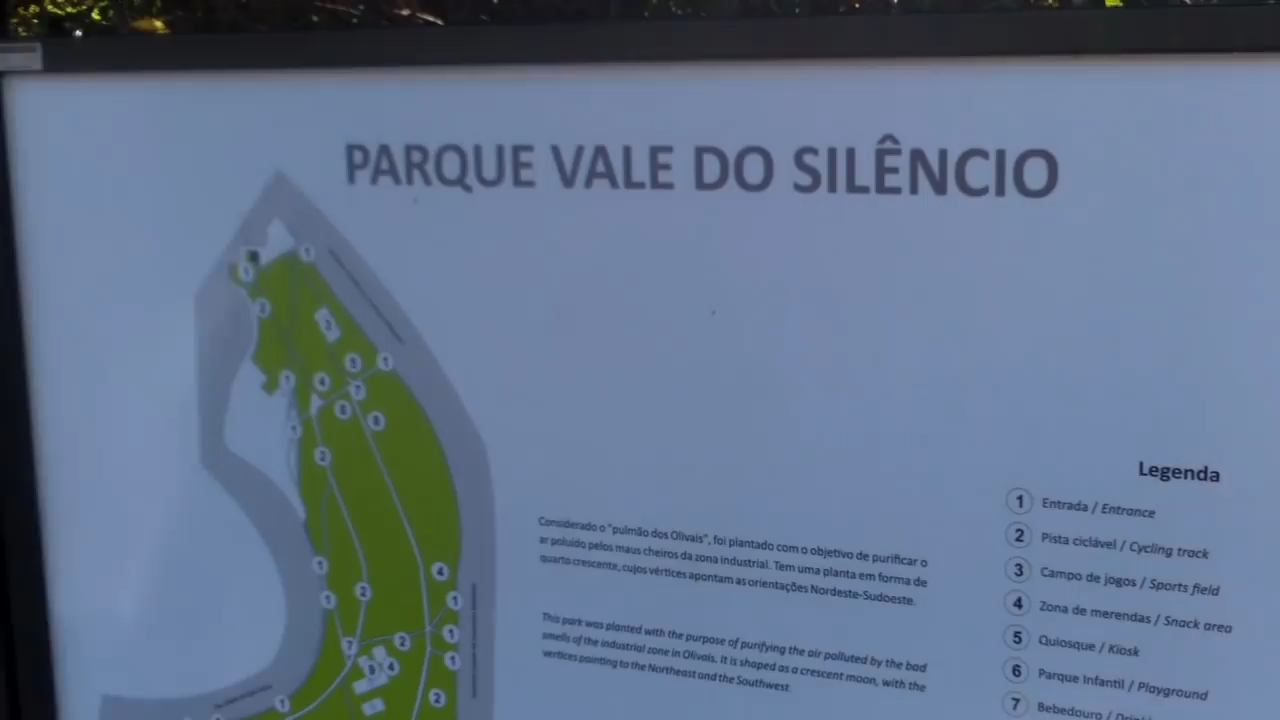 PARQUE VALE DO SILÊNCIO
Considerado o "pulmão dos Olivais", foi plantado com o objetivo de purificar o
ar poluído pelos maus cheiros da zona industrial. Tem uma planta em forma de
quarto crescente, cujos vértices apontam as orientações Nordeste-Sudoeste.
This park was planted with the purpose of purifying the air polluted by the bad
smells of the industrial zone in Olivais. It is shaped as a crescent moon, with the
vertices pointing to the Northeast and the Southwest.
Legenda
1 Entrada / Entrance
2 Pista ciclável / Cycling track
3 Campo de jogos / Sports field
4 Zona de merendas / Snack area
5 Quiosque / Kiosk
6 Parque Infantil / Playground
7 Bebedouro /